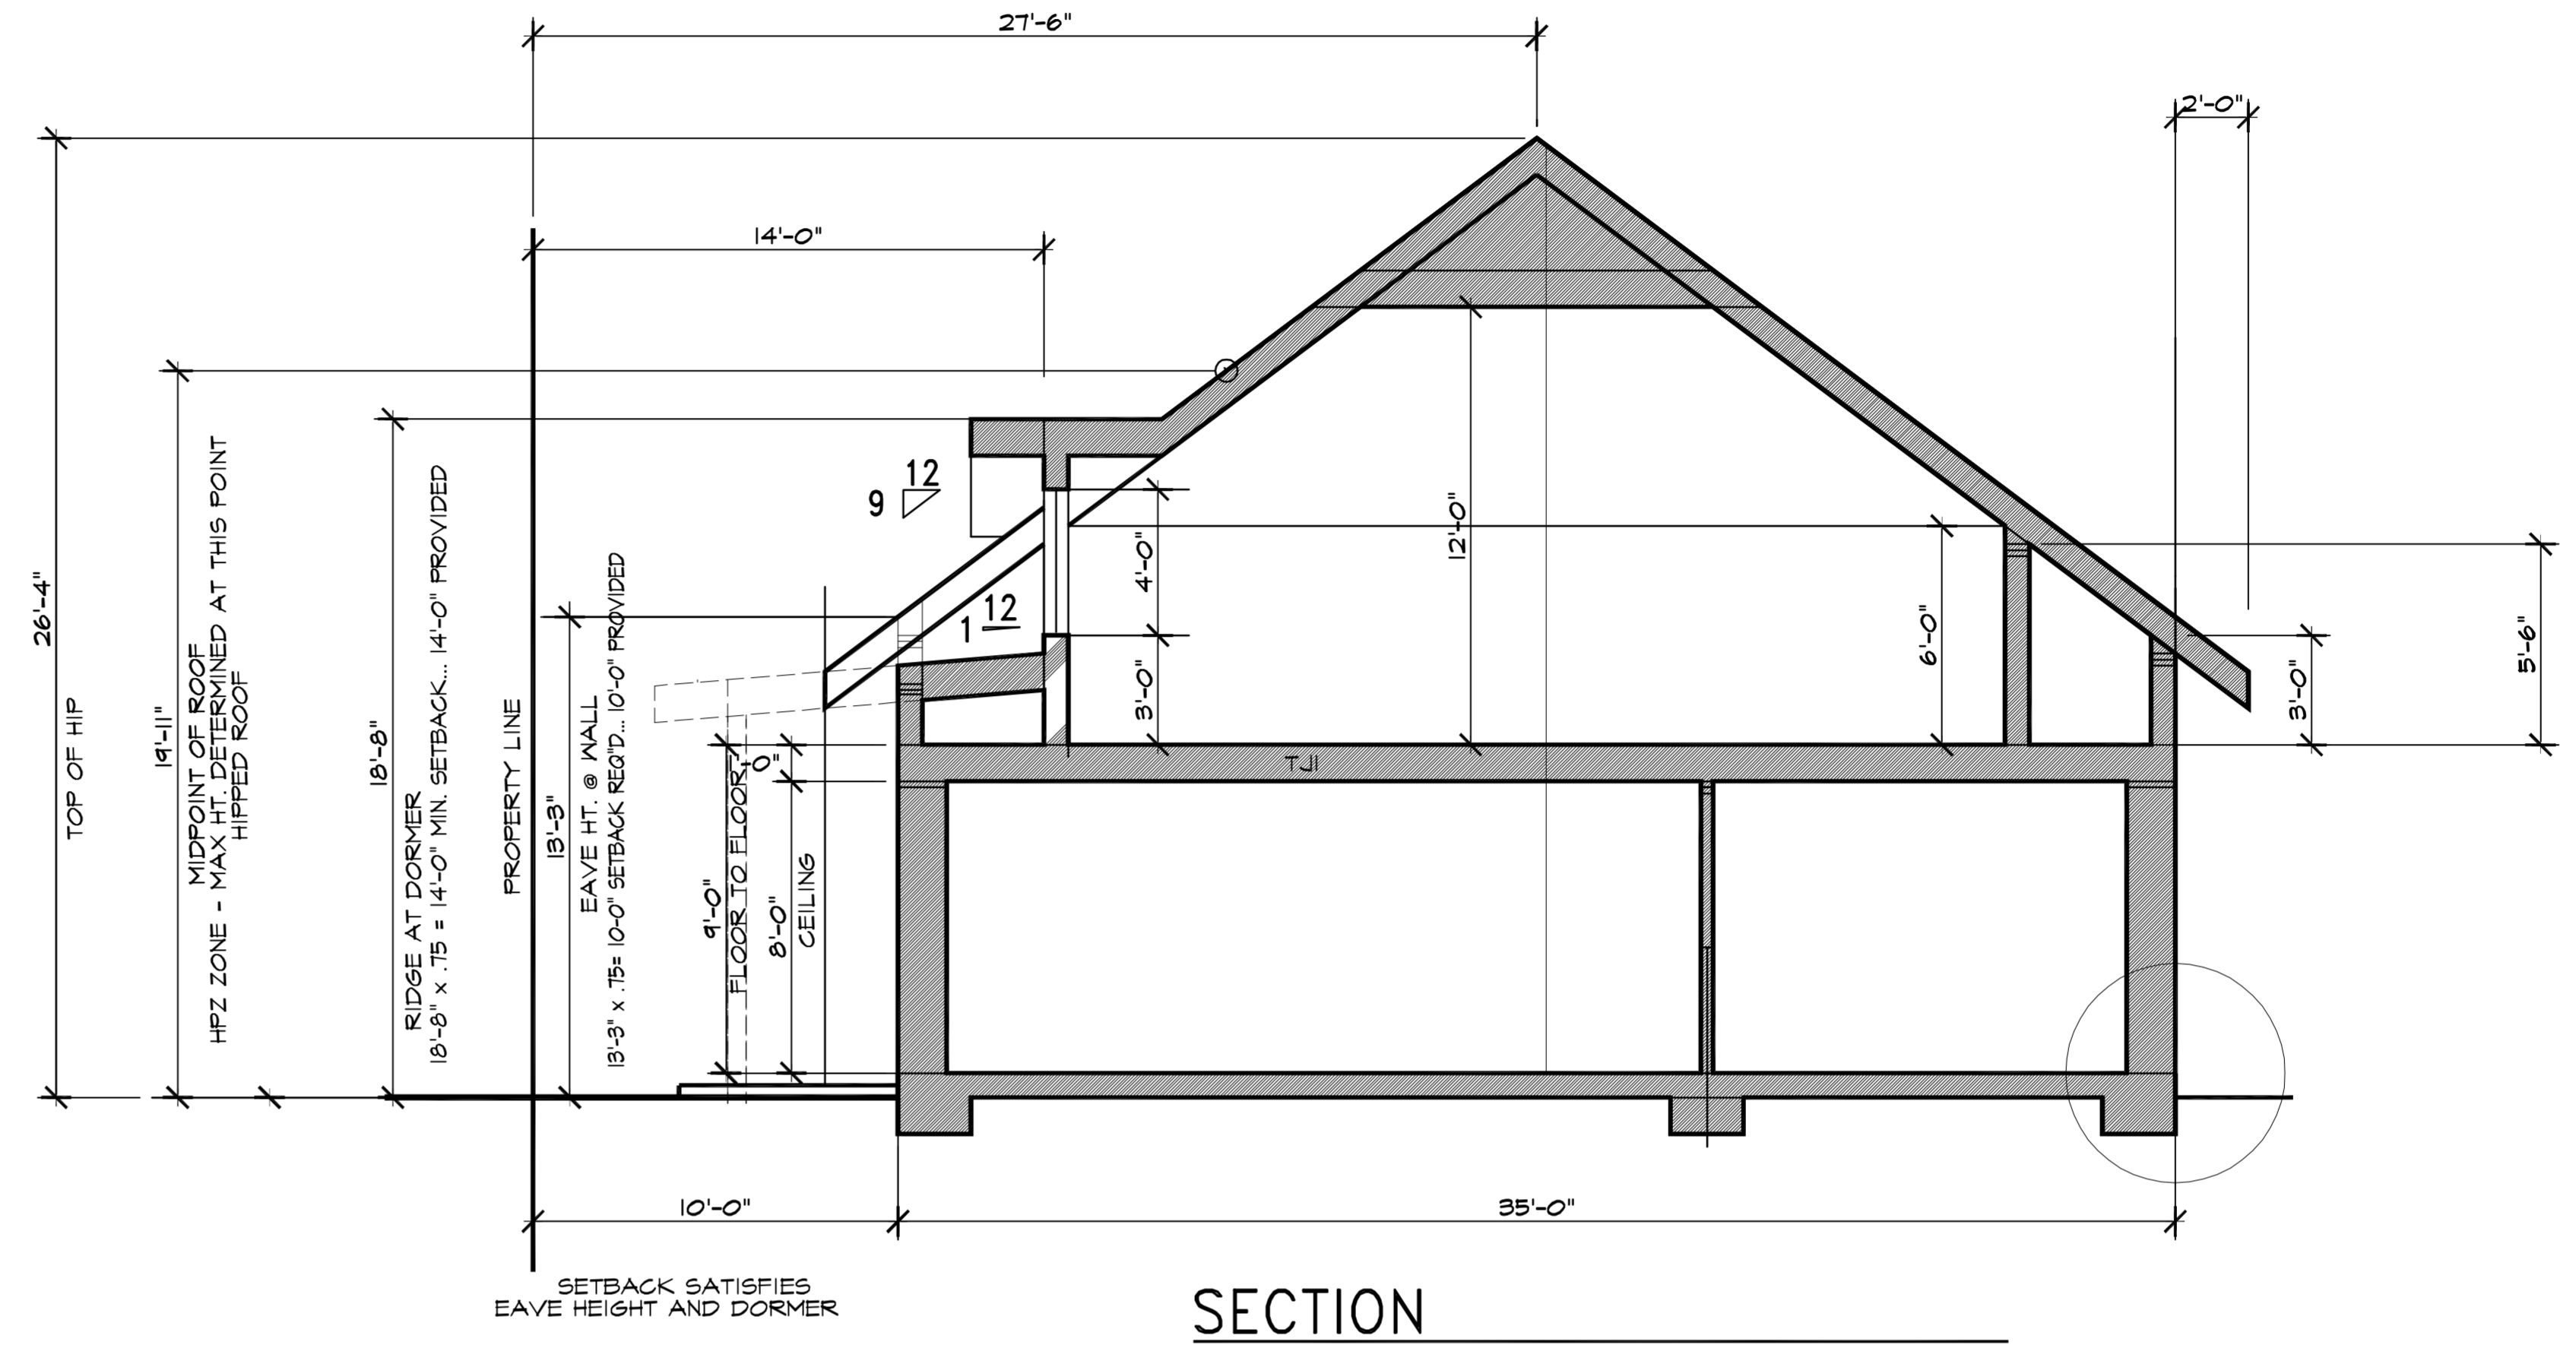 27'-6"
2'-0"
14'-0"
26'-4"
TOP OF HIP
19'-11"
MIDPOINT OF ROOF
HPZ ZONE - MAX HT. DETERMINED AT THIS POINT
HIPPED ROOF
18'-8"
RIDGE AT DORMER
18'-8" x .75 = 14'-0" MIN. SETBACK... 14'-0" PROVIDED
PROPERTY LINE
13'-3"
EAVE HT. @ WALL
13'-3" x .75= 10-0" SETBACK REQ'D... 10'-0" PROVIDED
9 12
1 12
9'-0"
FLOOR TO FLOOR
8'-0"
CEILING
4'-0"
3'-0"
12'-0"
6'-0"
3'-0"
5'-6"
TJI
10'-0"
35'-0"
SETBACK SATISFIES
EAVE HEIGHT AND DORMER
SECTION